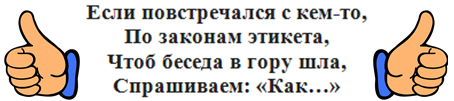 Если повстречался с кем-то,
По законам этикета,
Чтоб беседа в гору шла,
Спрашиваем: «Как…»